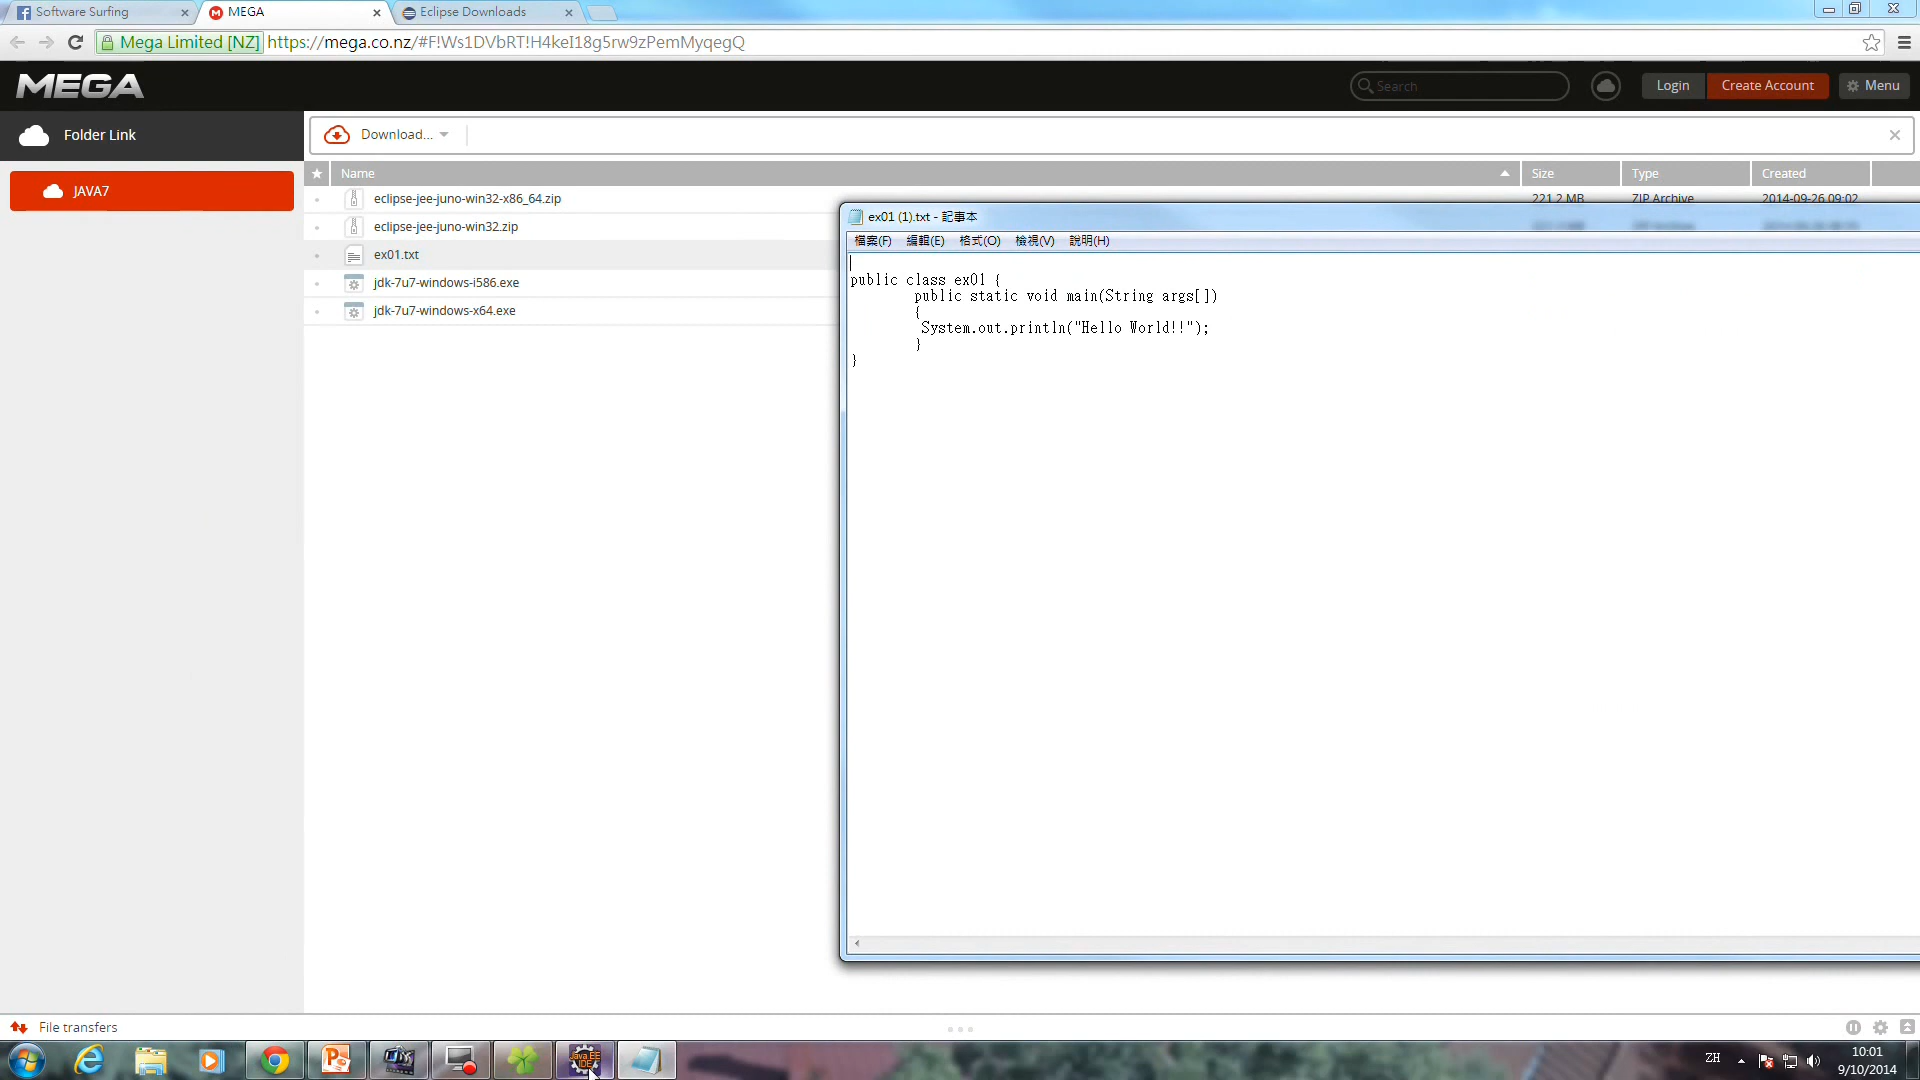 Software Surfing
MEGA
Eclipse Downloads
Mega Limited [NZ] https://mega.co.nz/#F!Ws1DVbRT!H4keI18g5rw9zPemMyqegQ
MEGA
Search
Login
Create Account
Menu
Folder Link
Download...
JAVA7
Name
Size
Type
Created
eclipse-jee-juno-win32-x86_64.zip
221.2 MB
ZIP Archive
2014-09-26 09:02
eclipse-jee-juno-win32.zip
ex01.txt
jdk-7u7-windows-i586.exe
jdk-7u7-windows-x64.exe
ex01 (1).txt - 記事本
檔案(F) 編輯(E) 格式(O) 檢視(V) 說明(H)
public class ex01 {
public static void main(String args[])
{
System.out.println("Hello World!!");
}
}
File transfers
Java EE
IDE
ZH
10:01
9/10/2014